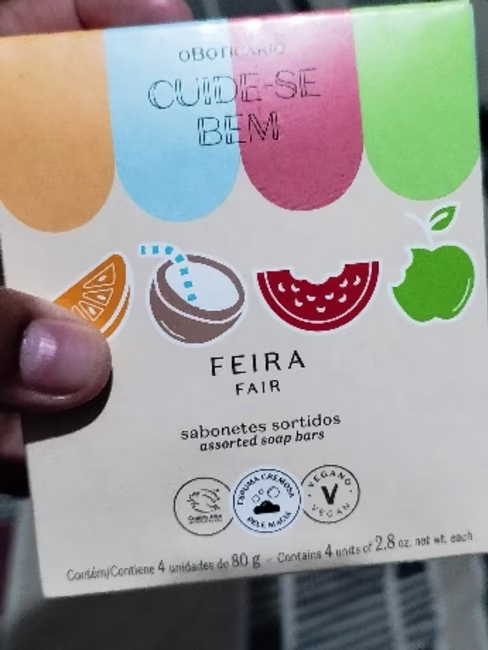 oBOTICÁRIO
CUIDE-SE
BEM
FEIRA
FAIR
sabonetes sortidos
assorted soap bars
ESPUMA CREMOSA
PELE MACIA
VEGANO
V
VEGAN
Contém/Contiene 4 unidades de 80 g - Contains 4 units of 2.8 oz. net wt. each